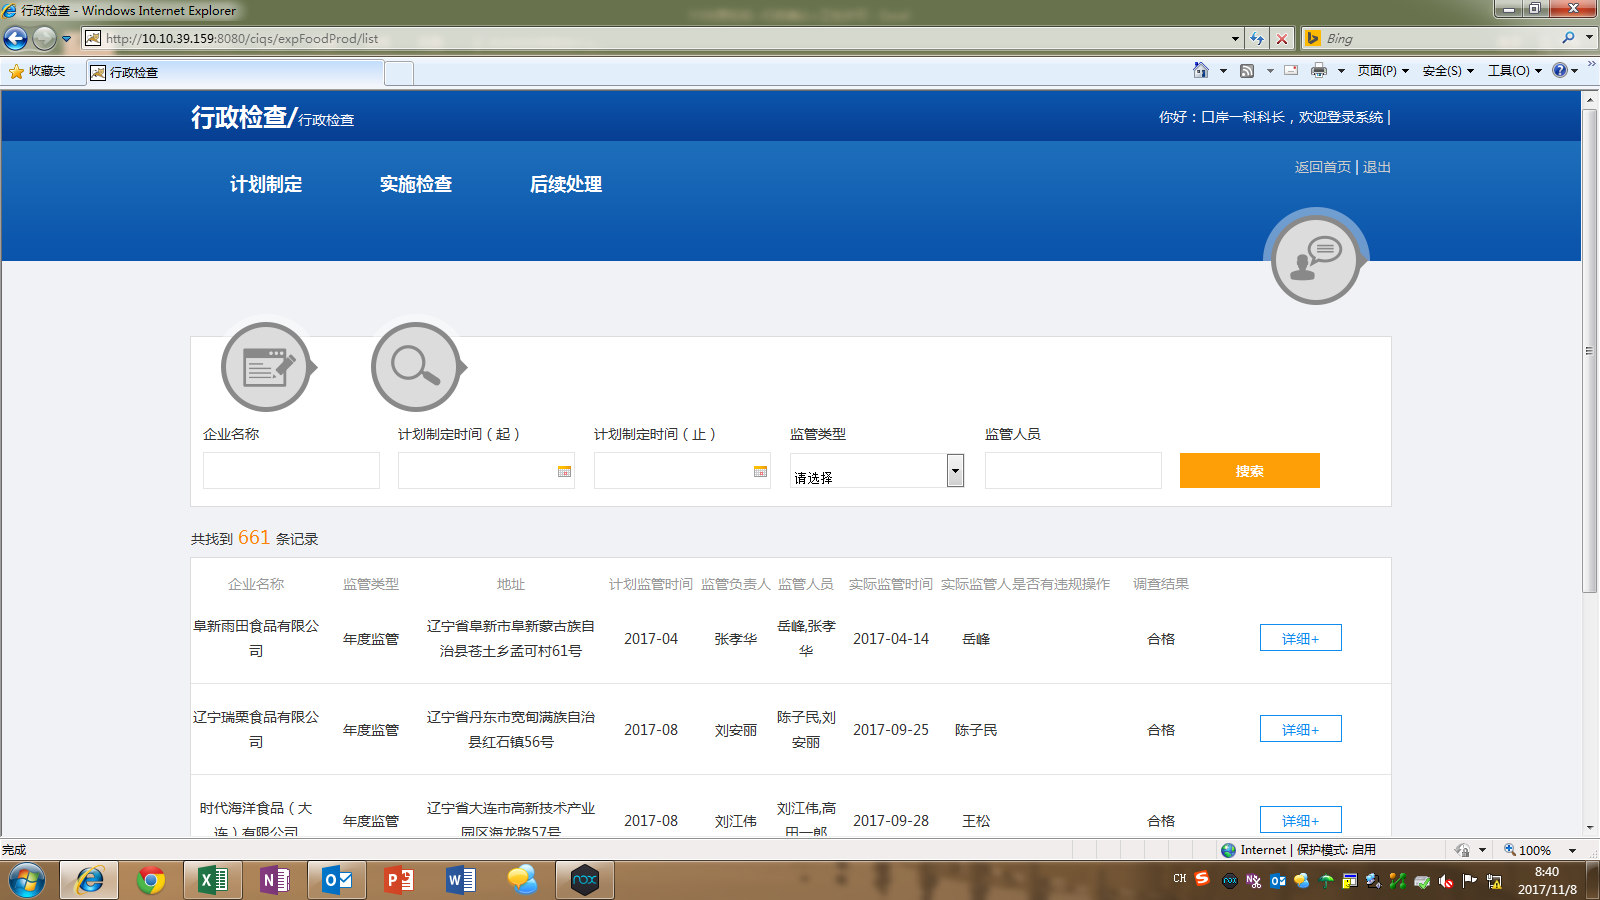 行政检查 - Windows Internet Explorer
http://10.10.39.159:8080/ciqs/expFoodProd/list
Bing
收藏夹
行政检查
页面(P)
安全(S)
工具(O)
行政检查/行政检查
你好：口岸一科科长，欢迎登录系统 |
返回首页 | 退出
计划制定
实施检查
后续处理
企业名称
计划制定时间（起）
计划制定时间（止）
监管类型
监管人员
请选择
搜索
共找到 661 条记录
企业名称 监管类型 地址 计划监管时间 监管负责人 监管人员 实际监管时间 实际监管人 是否有违规操作 调查结果
阜新雨田食品有限公司 年度监管 辽宁省阜新市阜新蒙古族自治县苍土乡孟可村61号 2017-04 张孝华 岳峰,张孝华 2017-04-14 岳峰 合格 详细+
辽宁瑞栗食品有限公司 年度监管 辽宁省丹东市宽甸满族自治县红石镇56号 2017-08 刘安丽 陈子民,刘安丽 2017-09-25 陈子民 合格 详细+
时代海洋食品（大连）有限公司 年度监管 辽宁省大连市高新技术产业园区海龙路57号 2017-08 刘江伟 刘江伟,高田一郎 2017-09-28 王松 合格 详细+
完成
Internet | 保护模式: 启用
100%
CH
8:40
2017/11/8